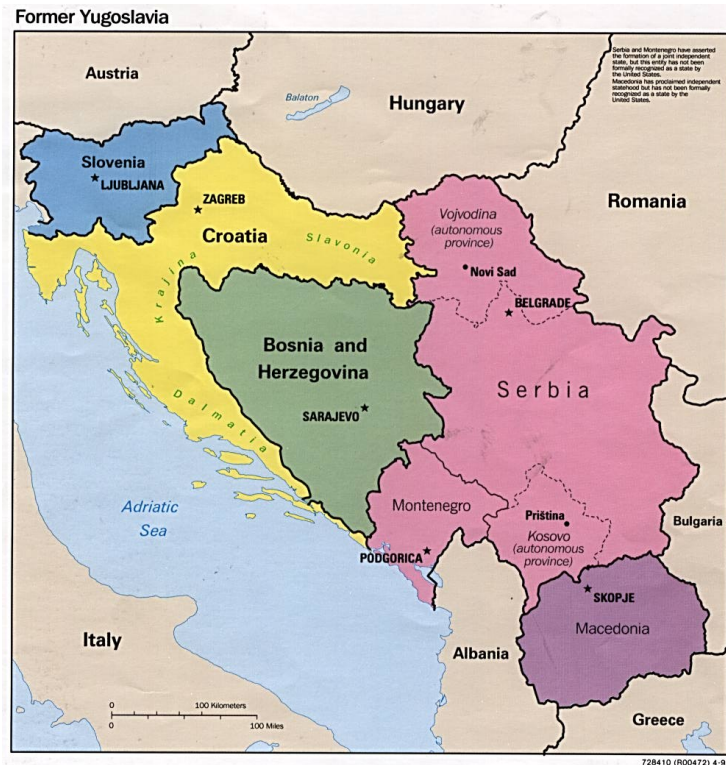 Former Yugoslavia
Serbia and Montenegro have asserted
the formation of a joint independent
state, but this entity has not been
formally recognized as a state by
the United States.
Macedonia has proclaimed independent
statehood but has not been formally
recognized as a state by the
United States.
Austria
Balaton
Hungary
Romania
Slovenia
LJUBLJANA
ZAGREB
Croatia
Slavonia
Krajina
Dalmatia
Vojvodina
(autonomous
province)
Novi Sad
BELGRADE
Bosnia and
Herzegovina
SARAJEVO
Serbia
Adriatic
Sea
Montenegro
PODGORICA
Priština
Kosovo
(autonomous
province)
Bulgaria
SKOPJE
Macedonia
Italy
Albania
Greece
0 100 Kilometers
0 100 Miles
728410 (R00472) 4-9